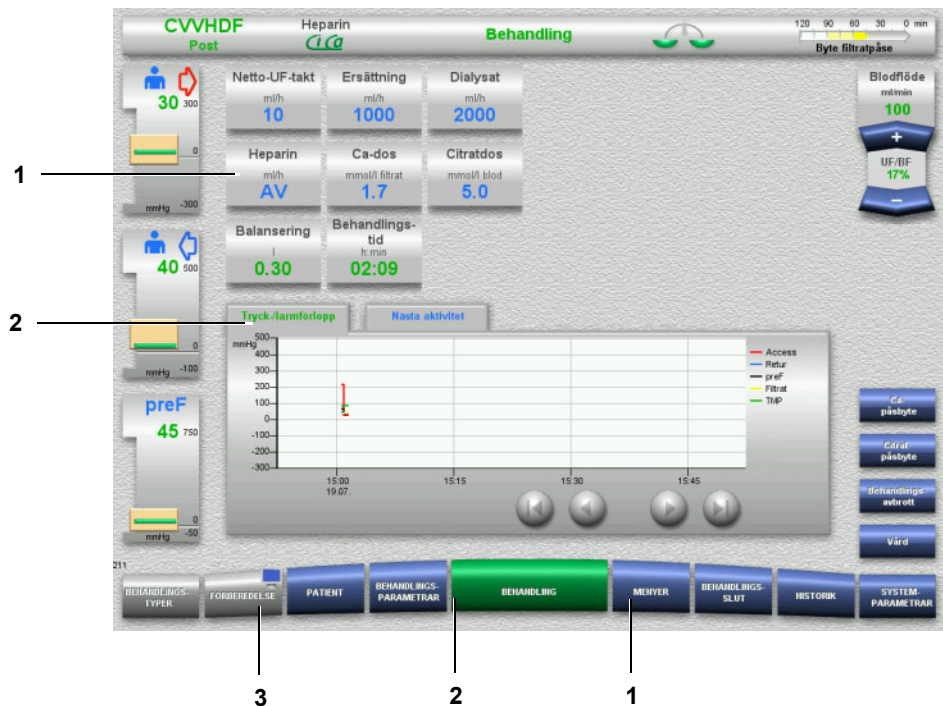 CVVHDF
Post
Heparin
CiCa
Behandling
120 90 60 30 0 min
Byte filtratpåse
30
300
0
mmHg -300
40
500
0
mmHg -100
preF
45
750
0
mmHg -50
Netto-UF-takt
ml/h
10
Ersättning
ml/h
1000
Dialysat
ml/h
2000
Heparin
ml/h
AV
Ca-dos
mmol/l filtrat
1.7
Citratdos
mmol/l blod
5.0
Balansering
l
0.30
Behandlings-
tid
h:min
02:09
Blodflöde
ml/min
100
+
UF/BF
17%
−
Tryck-/larmförlopp
Nästa aktivitet
mmHg
500
400
300
200
100
0
-100
-200
-300
15:00
19.07.
15:15
15:30
15:45
Access
Retur
preF
Filtrat
TMP
Ca-
påsbyte
Citrat-
påsbyte
Behandlings-
avbrott
Vård
211
BEHANDLINGS-
TYPER
FÖRBEREDELSE
PATIENT
BEHANDLINGS-
PARAMETRAR
BEHANDLING
MENYER
BEHANDLINGS-
SLUT
HISTORIK
SYSTEM-
PARAMETRAR
1
2
3
2
1